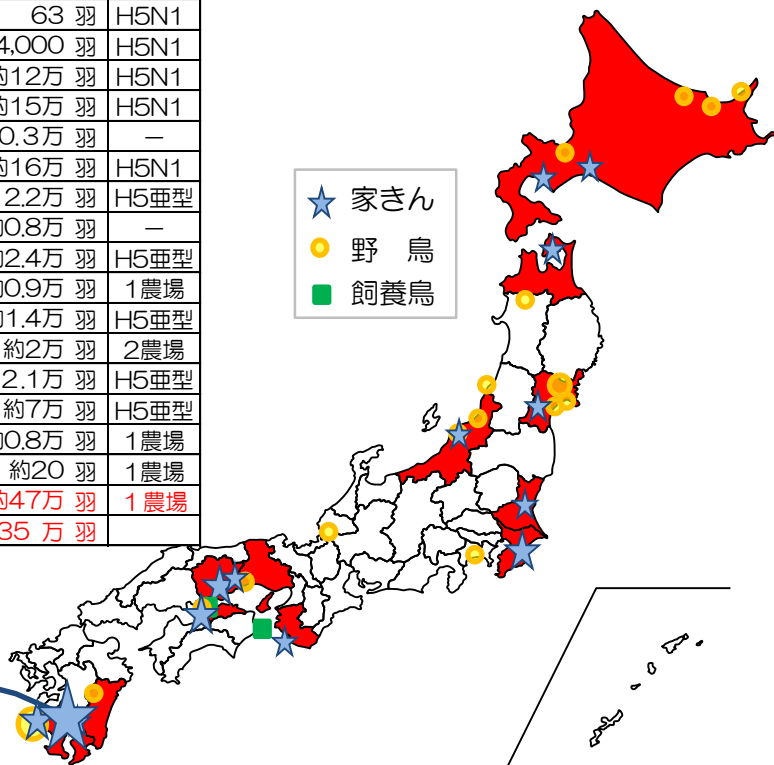 63 羽 H5N1
4,000 羽 H5N1
約12万 羽 H5N1
約15万 羽 H5N1
0.3万 羽 －
約16万 羽 H5N1
2.2万 羽 H5亜型
0.8万 羽 －
2.4万 羽 H5亜型
0.9万 羽 1農場
1.4万 羽 H5亜型
約2万 羽 2農場
2.1万 羽 H5亜型
約7万 羽 H5亜型
0.8万 羽 1農場
約20 羽 1農場
約47万 羽 1農場
35 万 羽
家きん
野 鳥
飼養鳥